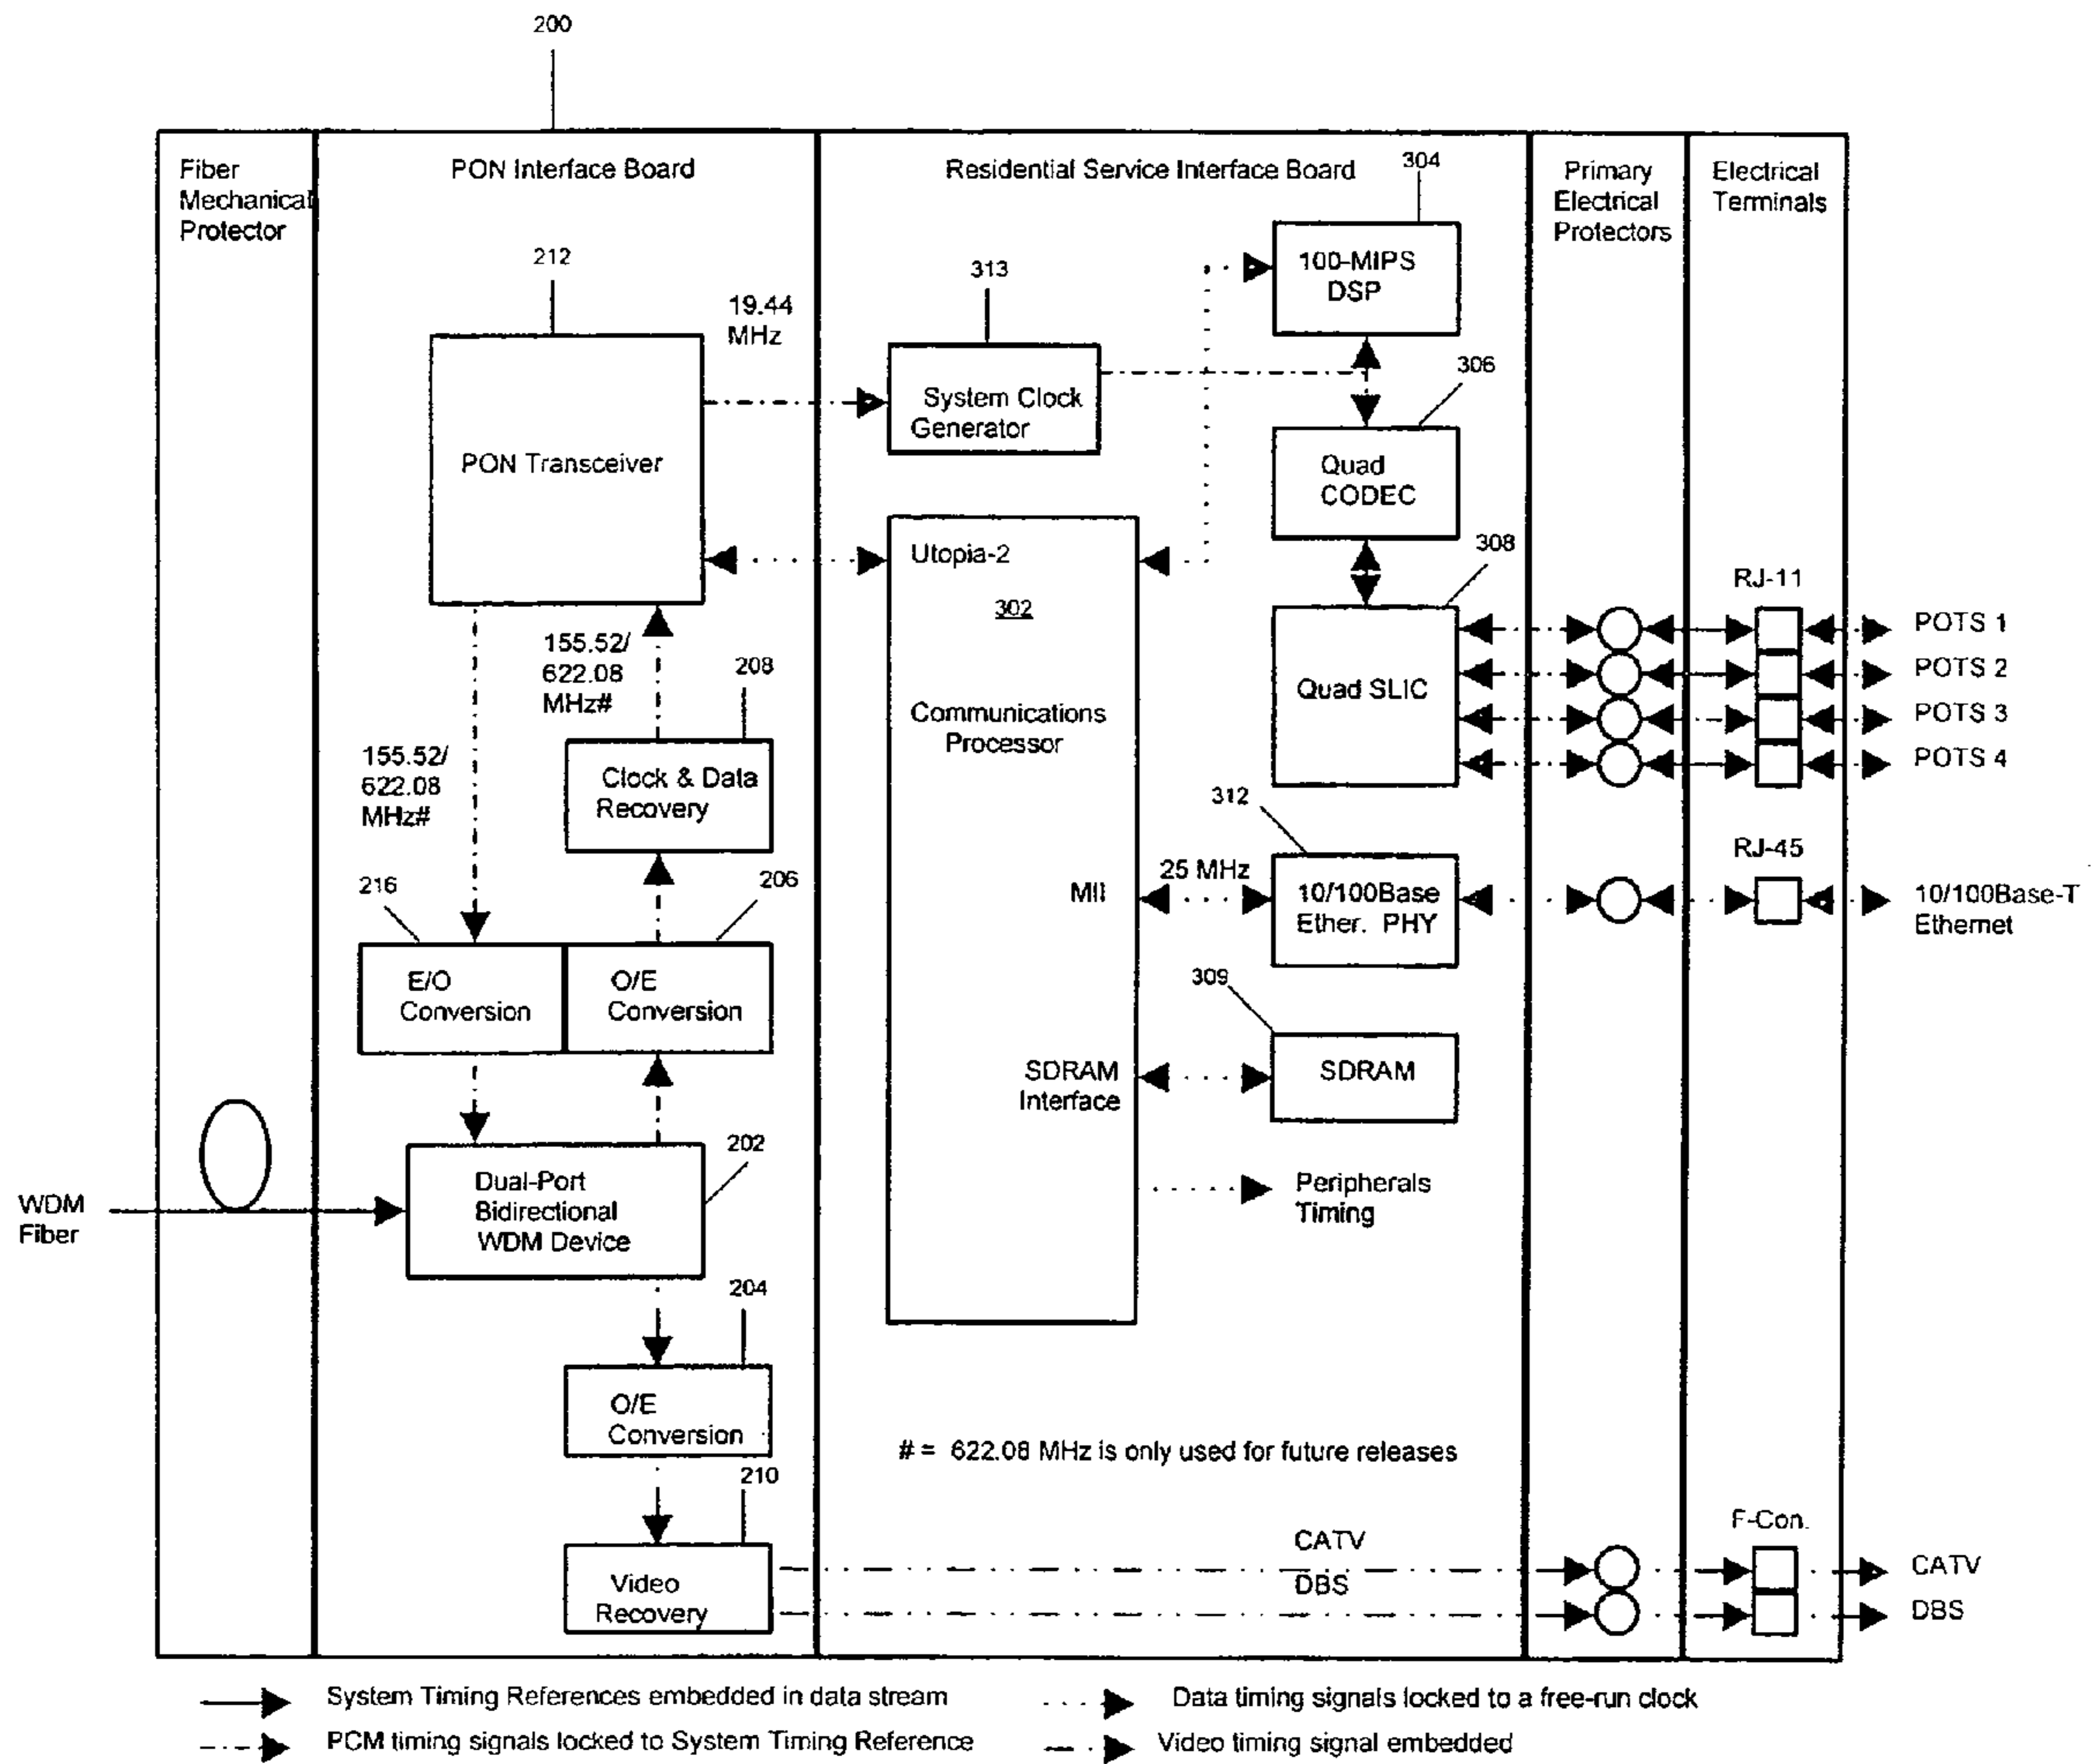 200
Fiber
Mechanical
Protector
PON Interface Board
Residential Service Interface Board
Primary
Electrical
Protectors
Electrical
Terminals
304
100-MIPS
DSP
212
19.44
MHz
313
System Clock
Generator
306
PON Transceiver
Quad
CODEC
Utopia-2
302
308
RJ-11
155.52/
622.08
MHz#
208
Communications
Processor
Quad SLIC
POTS 1
POTS 2
POTS 3
POTS 4
155.52/
622.08
MHz#
Clock & Data
Recovery
312
RJ-45
216
206
MII
25 MHz
10/100Base
Ether. PHY
10/100Base-T
Ethernet
E/O
Conversion
O/E
Conversion
309
SDRAM
Interface
SDRAM
202
WDM
Fiber
Dual-Port
Bidirectional
WDM Device
Peripherals
Timing
204
O/E
Conversion
# = 622.08 MHz is only used for future releases
210
Video
Recovery
CATV
DBS
F-Con.
CATV
DBS
System Timing References embedded in data stream
Data timing signals locked to a free-run clock
PCM timing signals locked to System Timing Reference
Video timing signal embedded